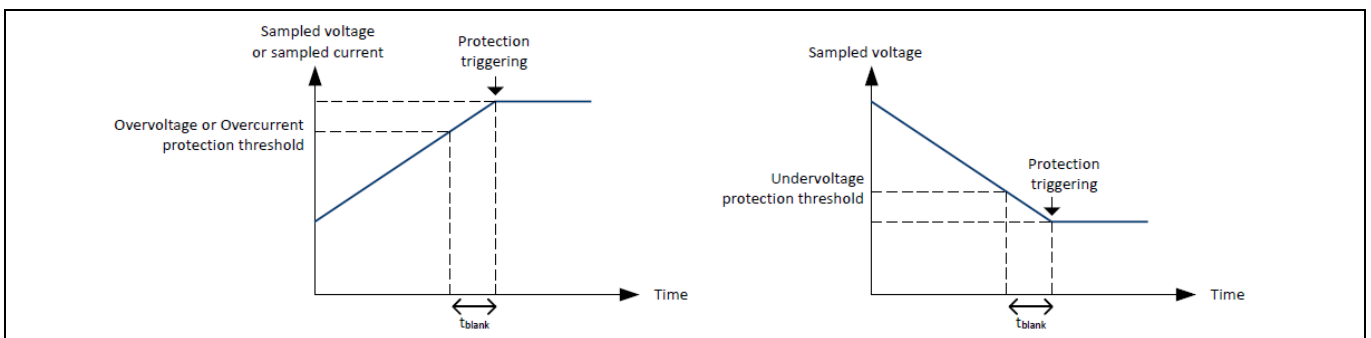 Sampled voltage
or sampled current
Protection
triggering
Overvoltage or Overcurrent
protection threshold
Time
tblank
Sampled voltage
Protection
triggering
Undervoltage
protection threshold
Time
tblank